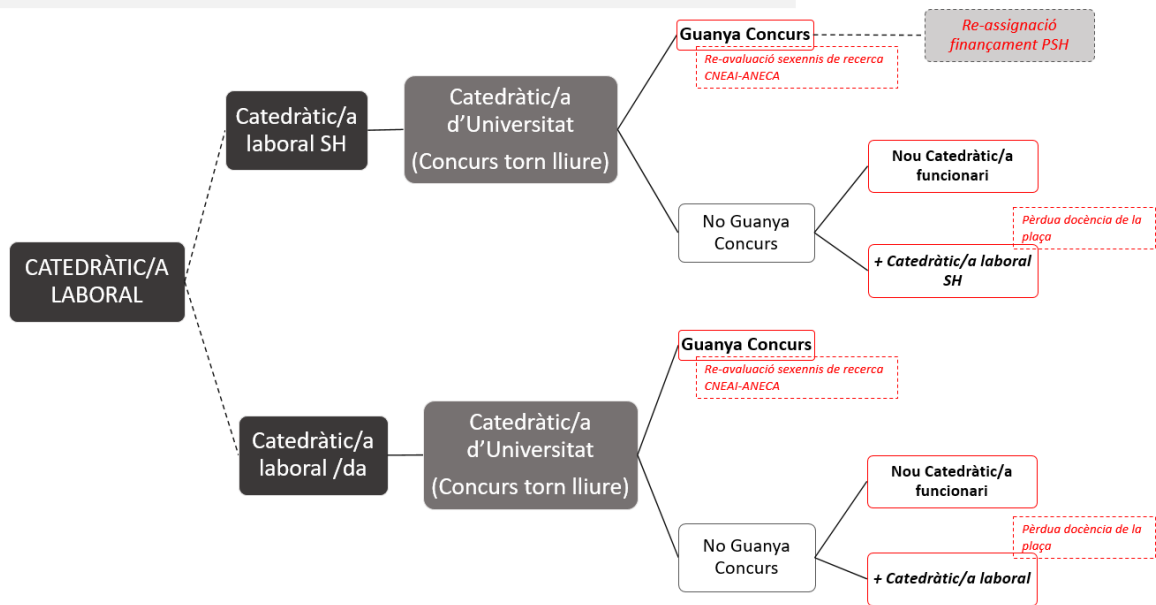 CATEDRÀTIC/A
LABORAL
Catedràtic/a
laboral SH
Catedràtic/a
d’Universitat
(Concurs torn lliure)
Guanya Concurs
Re-avaluació sexennis de recerca
CNEAI-ANECA
Re-assignació
finançament PSH
No Guanya
Concurs
Nou Catedràtic/a
funcionari
Pèrdua docència de la
plaça
+ Catedràtic/a laboral
SH
Catedràtic/a
laboral /da
Catedràtic/a
d’Universitat
(Concurs torn lliure)
Guanya Concurs
Re-avaluació sexennis de recerca
CNEAI-ANECA
No Guanya
Concurs
Nou Catedràtic/a
funcionari
Pèrdua docència de la
plaça
+ Catedràtic/a laboral